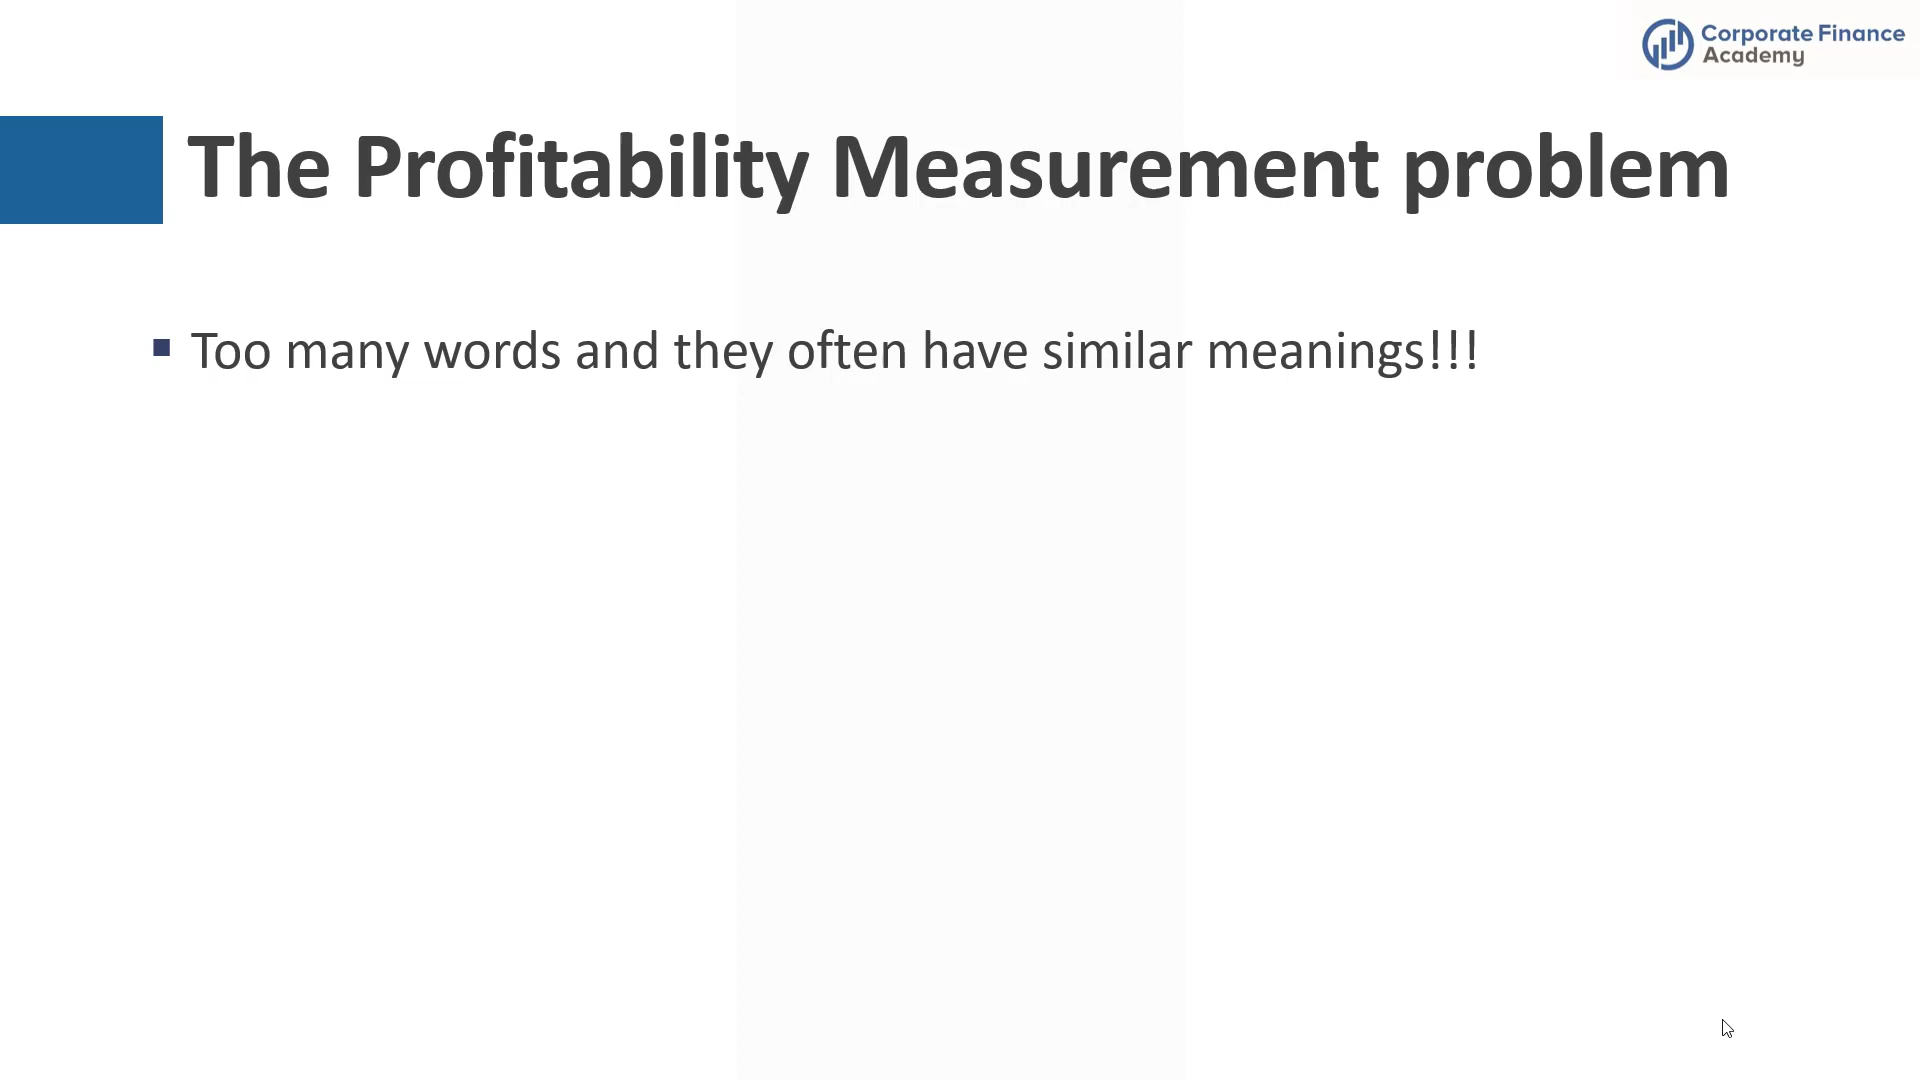 Corporate Finance
Academy
The Profitability Measurement problem
Too many words and they often have similar meanings!!!